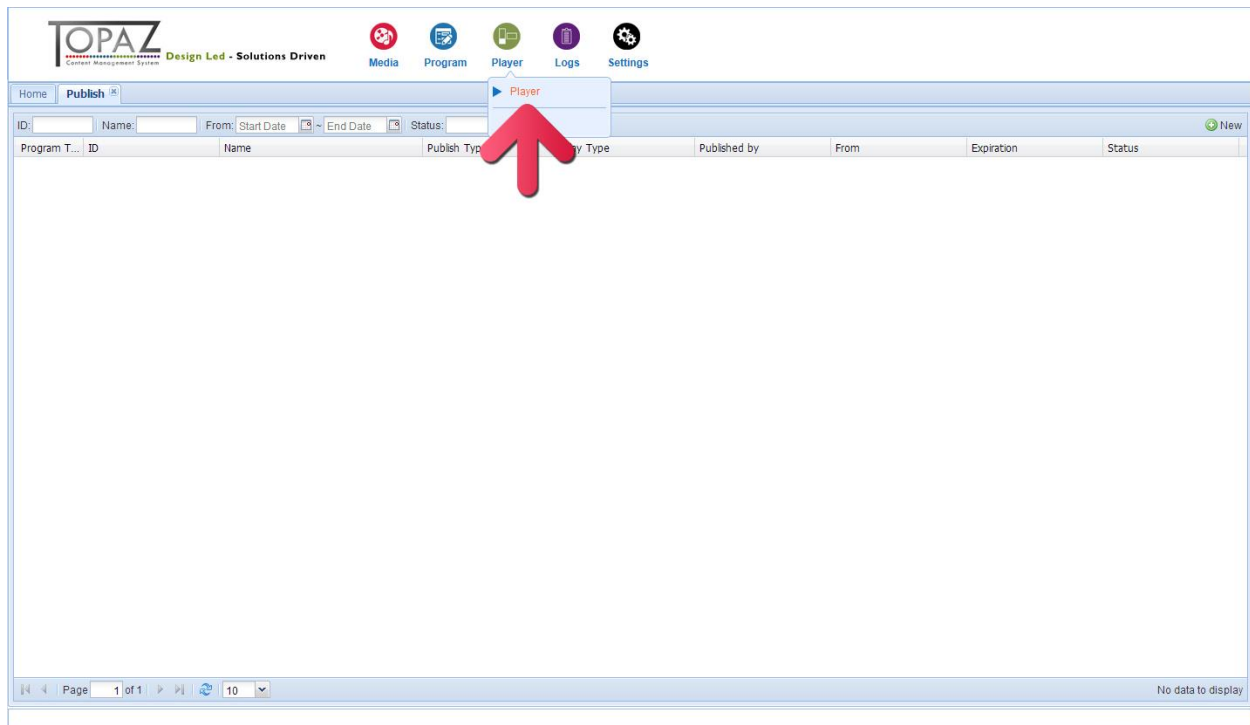 TOPAZ
Content Management System
Design Led - Solutions Driven
Media Program Player Logs Settings
Home Publish
Player
ID: Name: From: Start Date ~ End Date Status: New
Program T... ID Name Publish Typ y Type Published by From Expiration Status
Page 1 of 1 10 No data to display